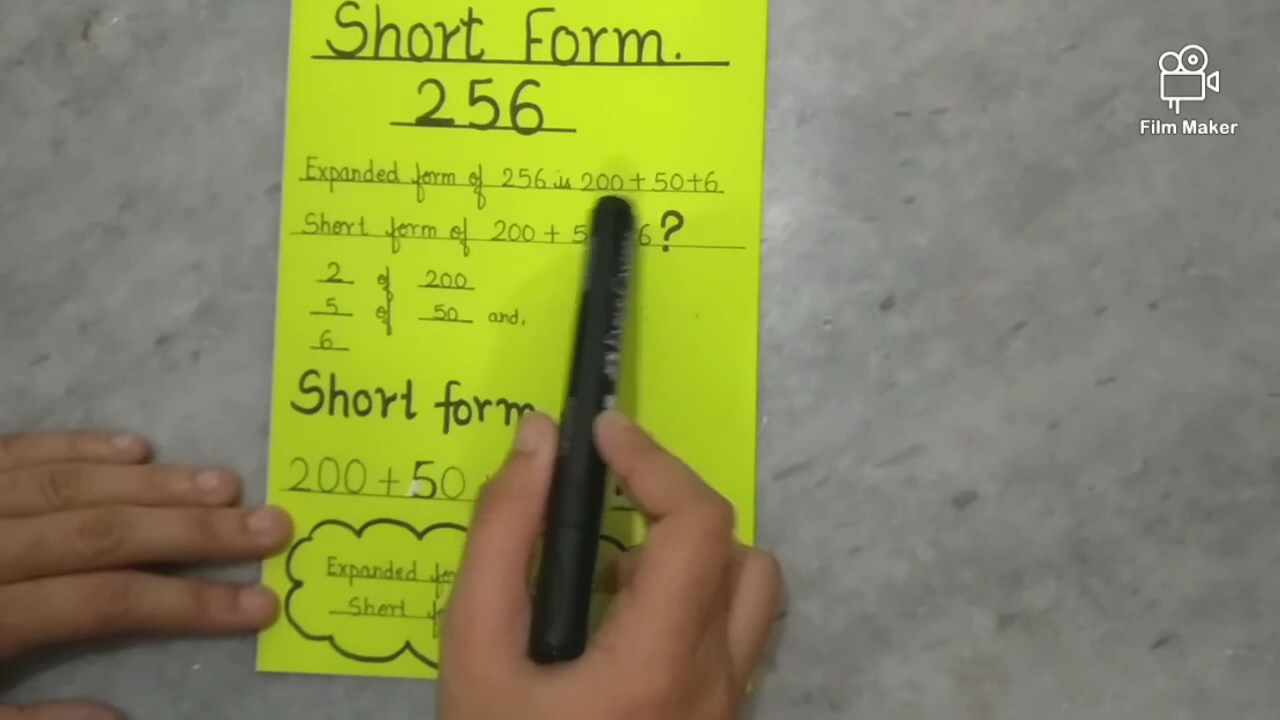 Short Form.
256
Expanded form of 256 is 200+50+6
Short form of 200 + 5 6?
2 of 200
5 of 50 and,
6
Short form
200+50
Expanded
Short
Film Maker